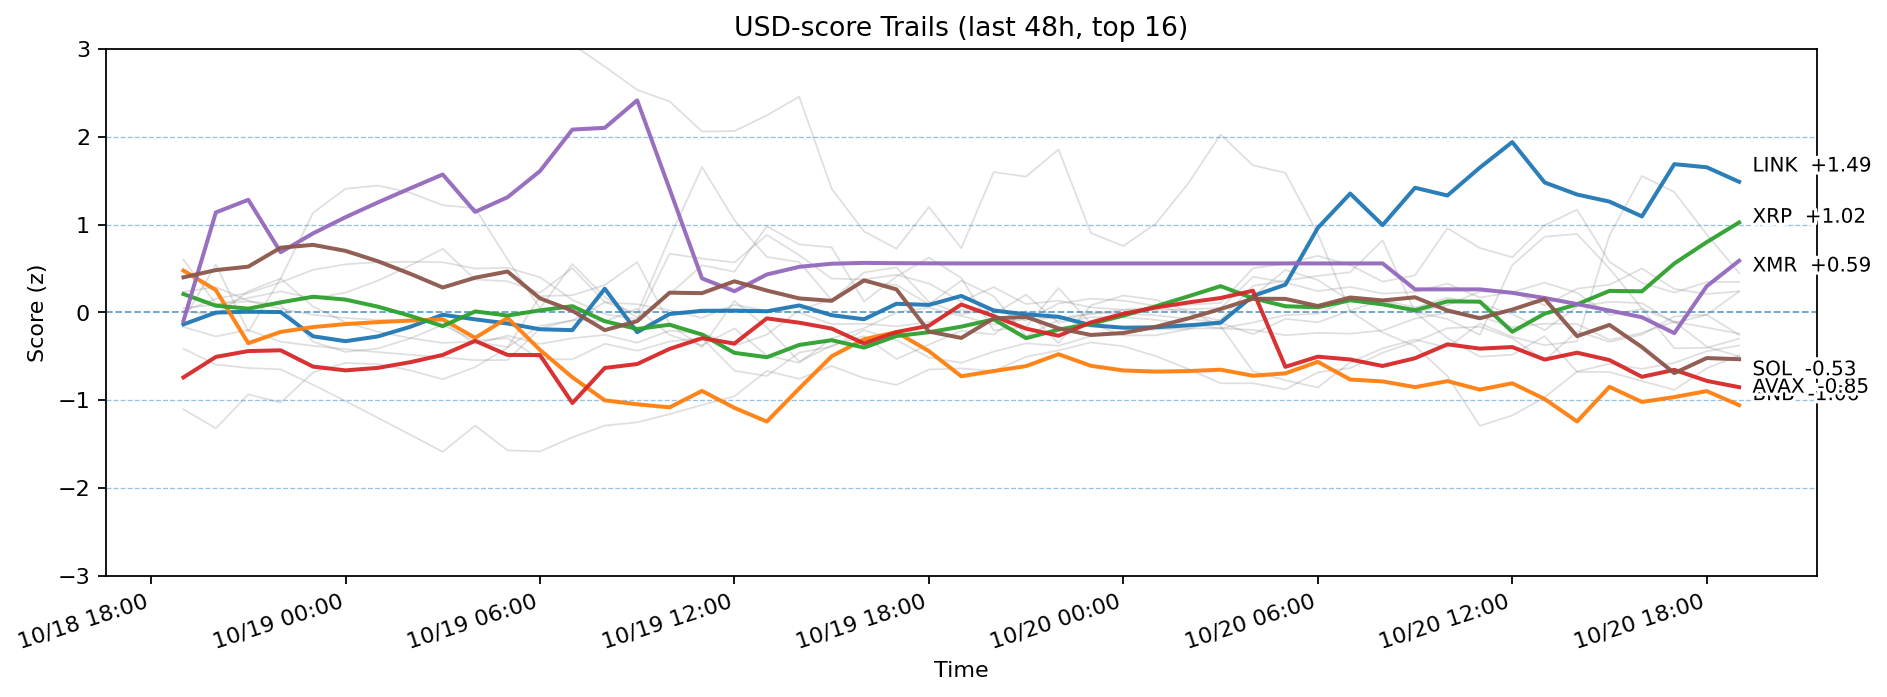 USD-score Trails (last 48h, top 16)
Score (z)
3
2
1
0
−1
−2
−3
LINK +1.49
XRP +1.02
XMR +0.59
SOL -0.53
AVAX -0.85
BNB -1.06
10/18 18:00
10/19 00:00
10/19 06:00
10/19 12:00
10/19 18:00
10/20 00:00
10/20 06:00
10/20 12:00
10/20 18:00
Time